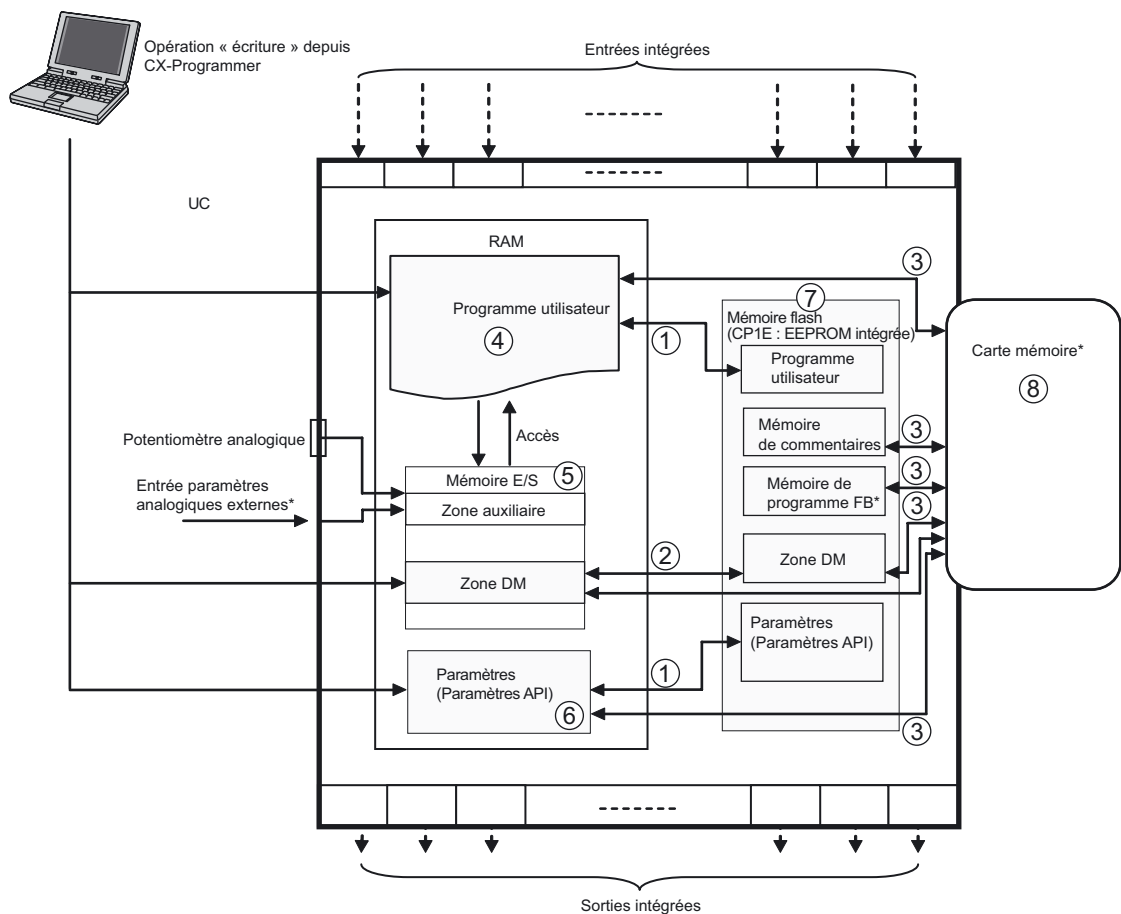 Opération « écriture » depuis
CX-Programmer
Entrées intégrées
UC
RAM
Programme utilisateur
4
3
1
7
Mémoire flash
(CP1E : EEPROM intégrée)
Programme
utilisateur
Carte mémoire*
8
Potentiomètre analogique
Accès
Mémoire
de commentaires
3
Entrée paramètres
analogiques externes*
Mémoire E/S
5
Zone auxiliaire
Mémoire de
programme FB*
3
3
Zone DM
2
Zone DM
Paramètres
(Paramètres API)
6
1
Paramètres
(Paramètres API)
3
Sorties intégrées